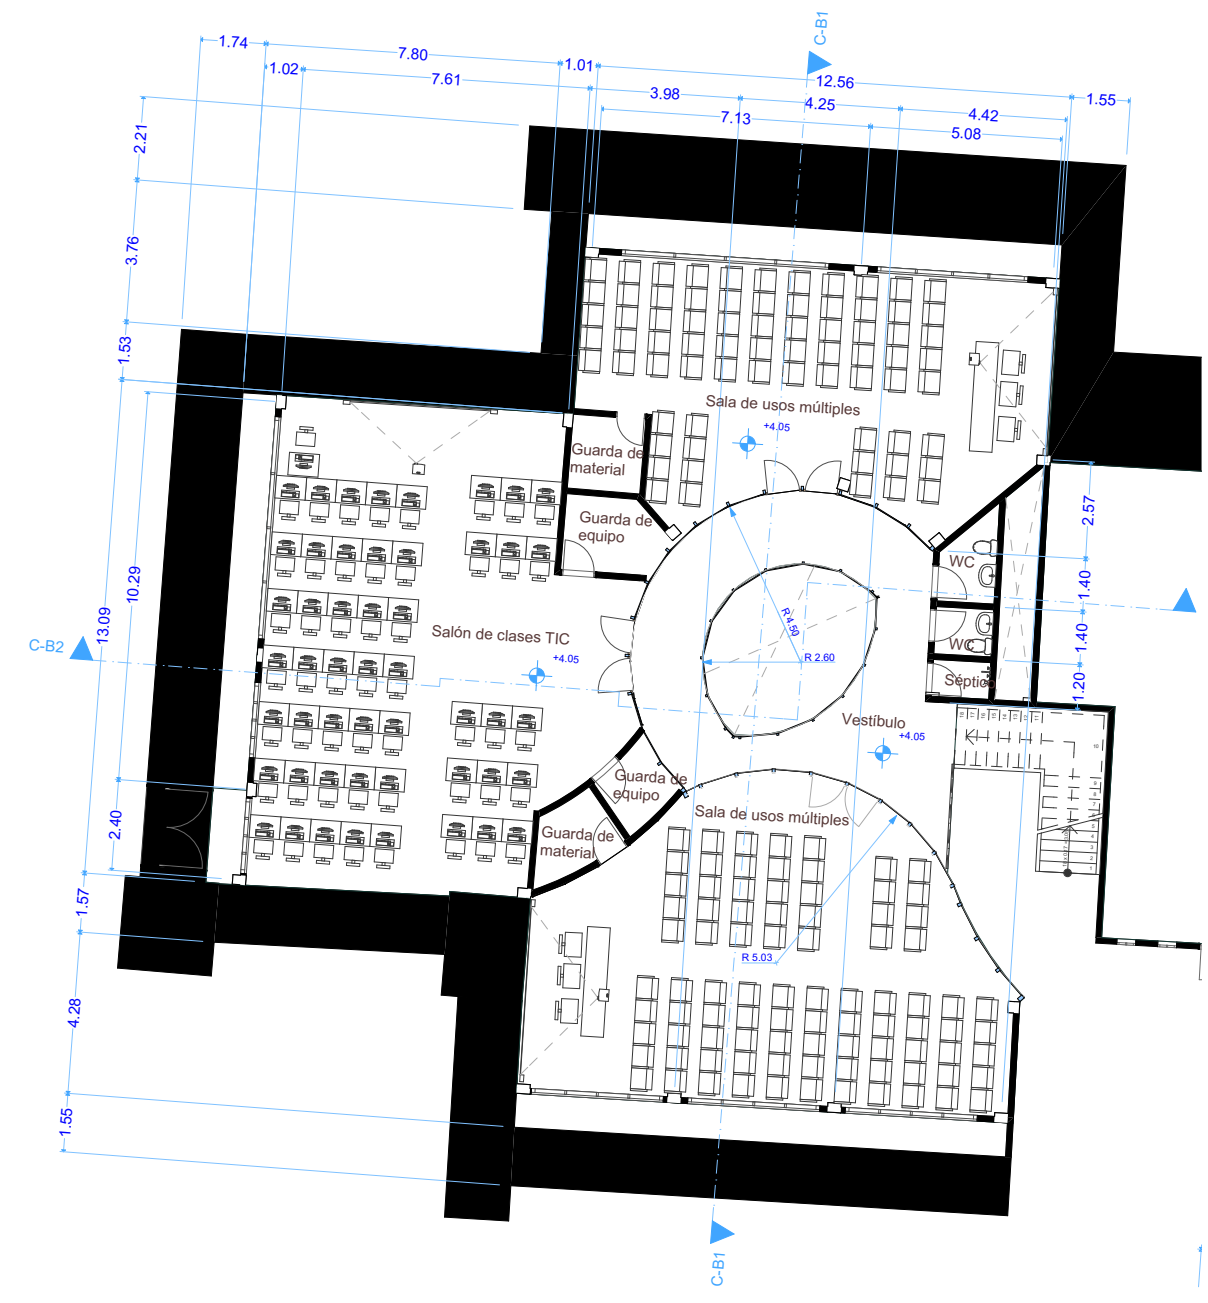 C-B1
1.74
7.80
1.01
12.56
1.55
1.02
7.61
3.98
4.25
4.42
7.13
5.08
2.21
3.76
1.53
10.29
13.09
2.40
1.57
4.28
1.55
Sala de usos múltiples
+4.05
Guarda de
material
Guarda de
equipo
2.57
WC
1.40
R 4.50
C-B2
Salón de clases TIC
+4.05
R 2.60
WC
1.40
Séptico
1.20
Vestíbulo
+4.05
Guarda de
equipo
Sala de usos múltiples
Guarda de
material
R 5.03
C-B1